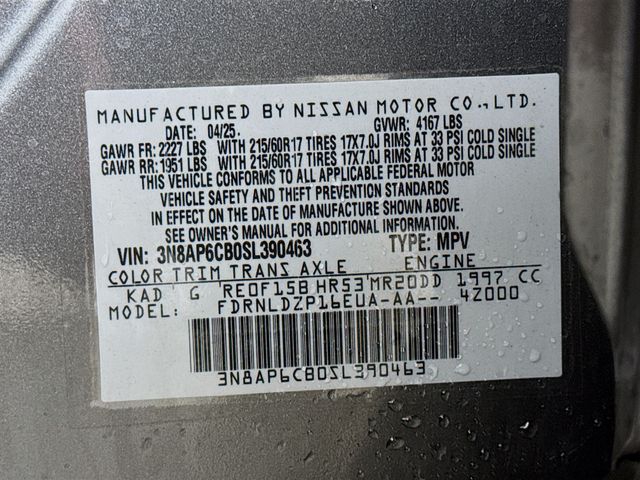 MANUFACTURED BY NISSAN MOTOR CO., LTD.
DATE: 04/25. GVWR: 4167 LBS
GAWR FR: 2227 LBS WITH 215/60R17 TIRES 17X7.0J RIMS AT 33 PSI COLD SINGLE
GAWR RR: 1951 LBS WITH 215/60R17 TIRES 17X7.0J RIMS AT 33 PSI COLD SINGLE
THIS VEHICLE CONFORMS TO ALL APPLICABLE FEDERAL MOTOR
VEHICLE SAFETY AND THEFT PREVENTION STANDARDS
IN EFFECT ON THE DATE OF MANUFACTURE SHOWN ABOVE.
SEE OWNER'S MANUAL FOR ADDITIONAL INFORMATION.
VIN: 3N8AP6CB0SL390463 TYPE: MPV
COLOR TRIM TRANS AXLE ENGINE
KAD G RE0F15B HR53 MR20DD 1997 CC
MODEL: FDRNLDZP16EUA-AA-- 4Z000
3N8AP6CB0SL390463